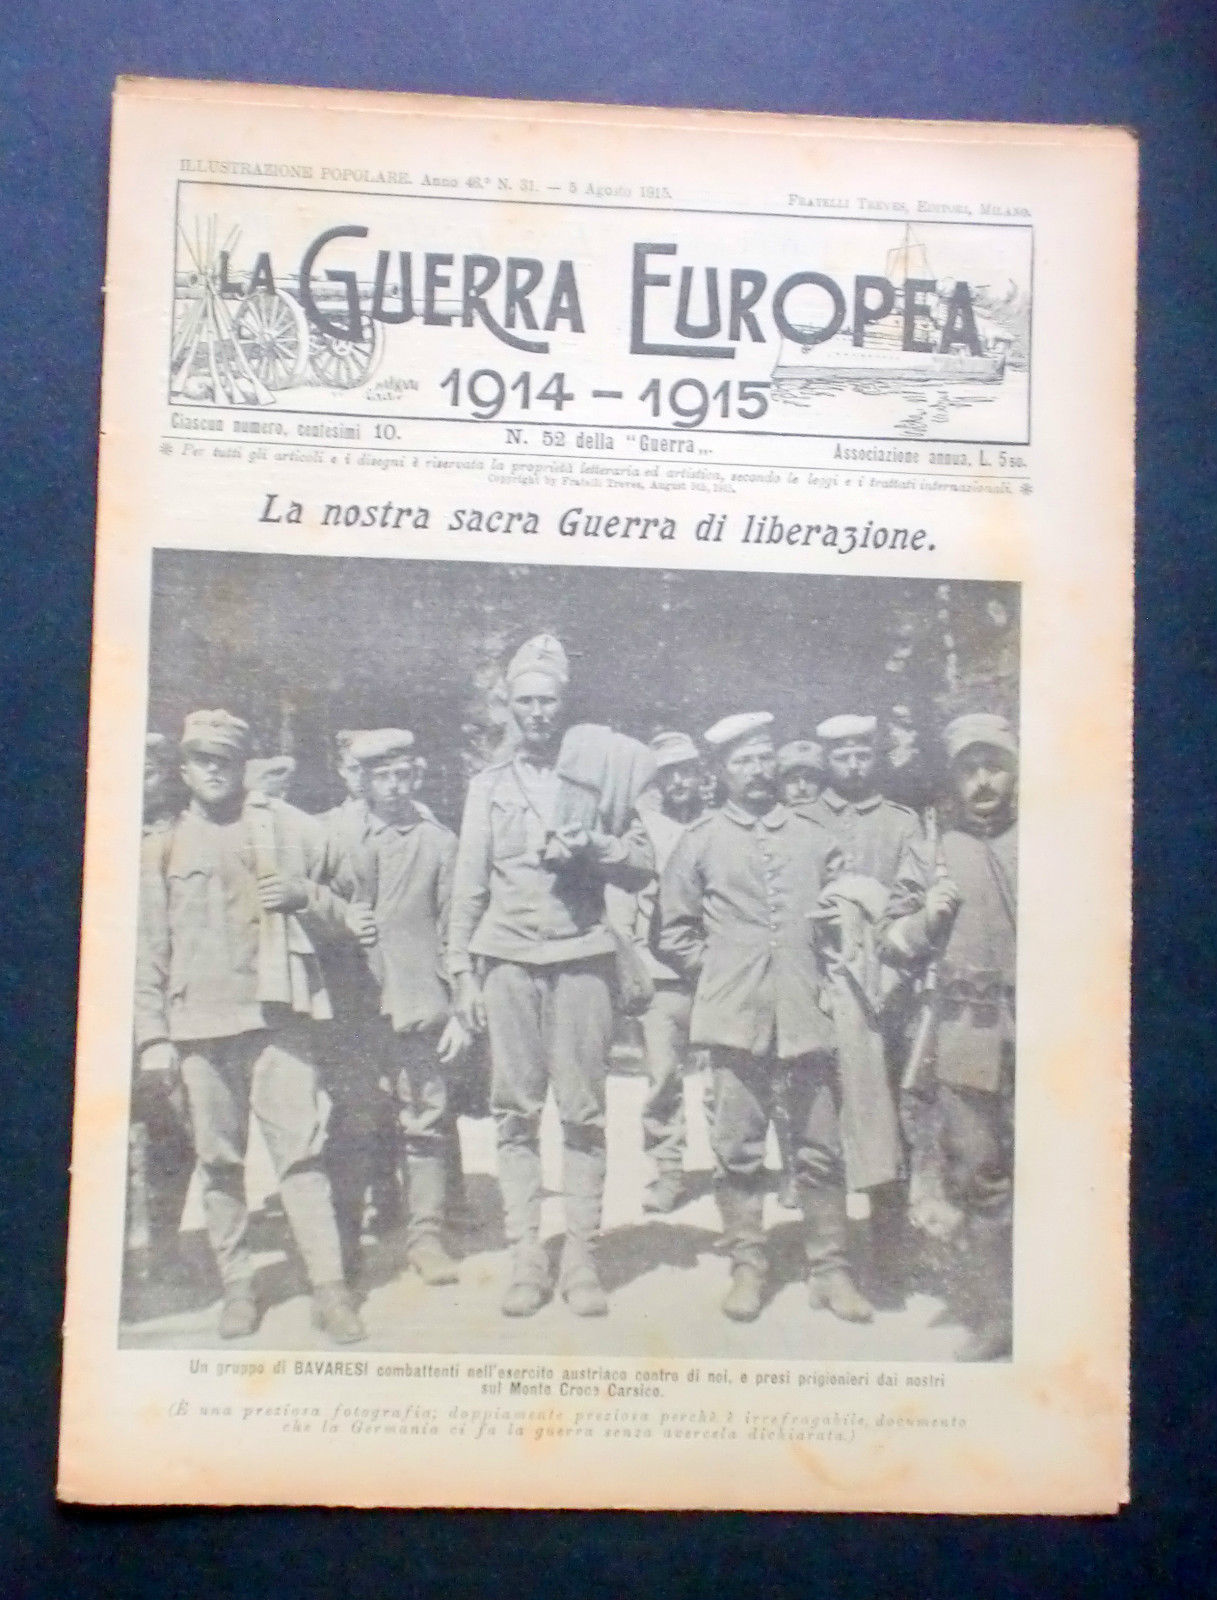 ILLUSTRAZIONE POPOLARE. Anno 46.° N. 31. — 5 Agosto 1915.
FRATELLI TREVES, EDITORI, MILANO.
LA GUERRA EUROPEA
1914-1915
Ciascun numero, centesimi 10.
N. 52 della "Guerra„.
Associazione annua, L. 5 50.
* Per tutti gli articoli e i disegni è riservata la proprietà letteraria ed artistica, secondo le leggi e i trattati internazionali. *
Copyright by Fratelli Treves, August 5th, 1915.
La nostra sacra Guerra di liberazione.
Un gruppo di BAVARESI combattenti nell'esercito austriaco contro di noi, e presi prigionieri dai nostri
sul Monte Croce Carsico.
(È una preziosa fotografia; doppiamente preziosa perchè è irrefragabile documento
che la Germania ci fa la guerra senza avercela dichiarata.)